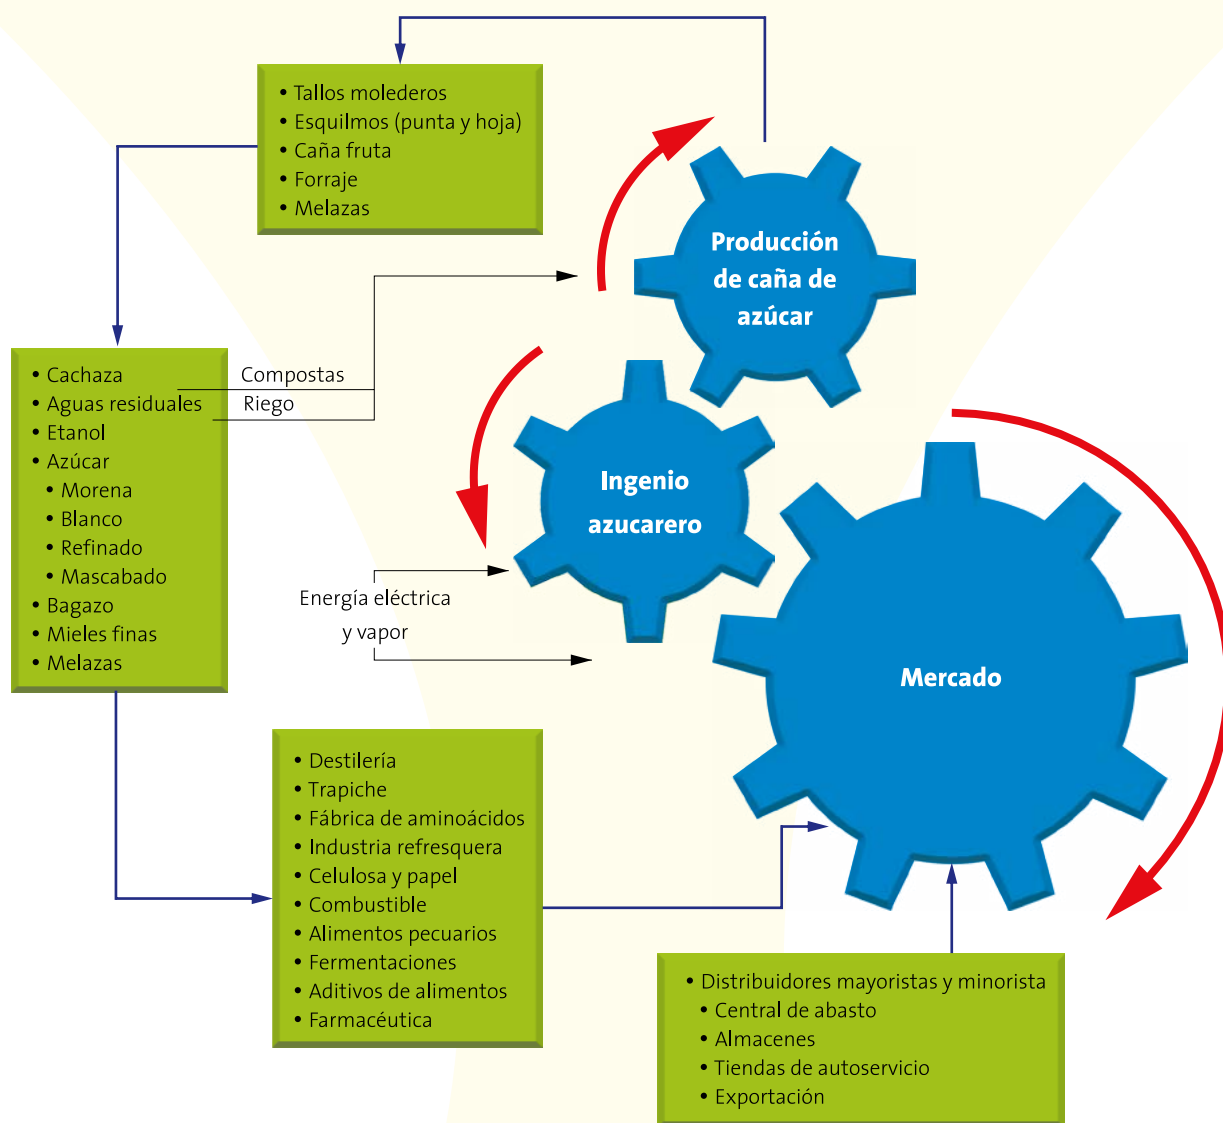 • Tallos molederos
• Esquilmos (punta y hoja)
• Caña fruta
• Forraje
• Melazas
Producción
de caña de
azúcar
• Cachaza
• Aguas residuales
• Etanol
• Azúcar
• Morena
• Blanco
• Refinado
• Mascabado
• Bagazo
• Mieles finas
• Melazas
Compostas
Riego
Ingenio
azucarero
Energía eléctrica
y vapor
Mercado
• Destilería
• Trapiche
• Fábrica de aminoácidos
• Industria refresquera
• Celulosa y papel
• Combustible
• Alimentos pecuarios
• Fermentaciones
• Aditivos de alimentos
• Farmacéutica
• Distribuidores mayoristas y minorista
• Central de abasto
• Almacenes
• Tiendas de autoservicio
• Exportación